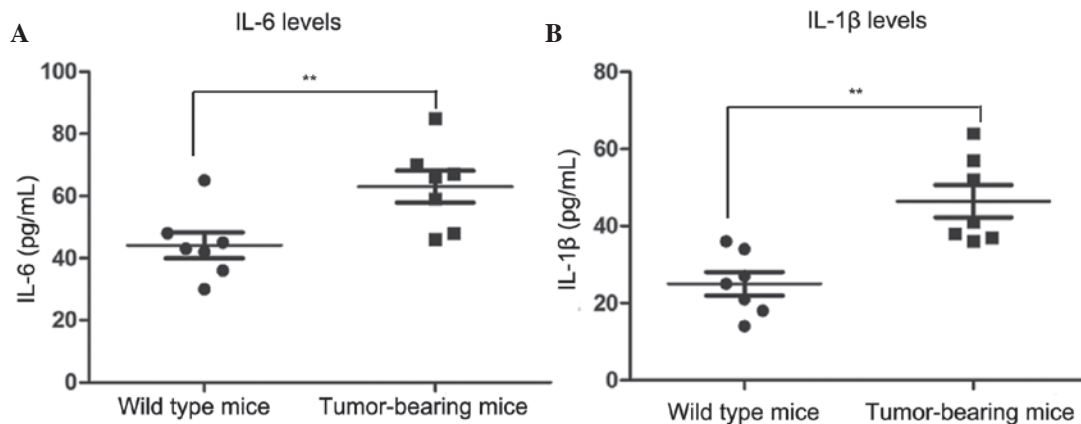 A
IL-6 levels
**
100
80
60
40
20
0
IL-6 (pg/mL)
Wild type mice
Tumor-bearing mice
B
IL-1β levels
**
80
60
40
20
0
IL-1β (pg/mL)
Wild type mice
Tumor-bearing mice